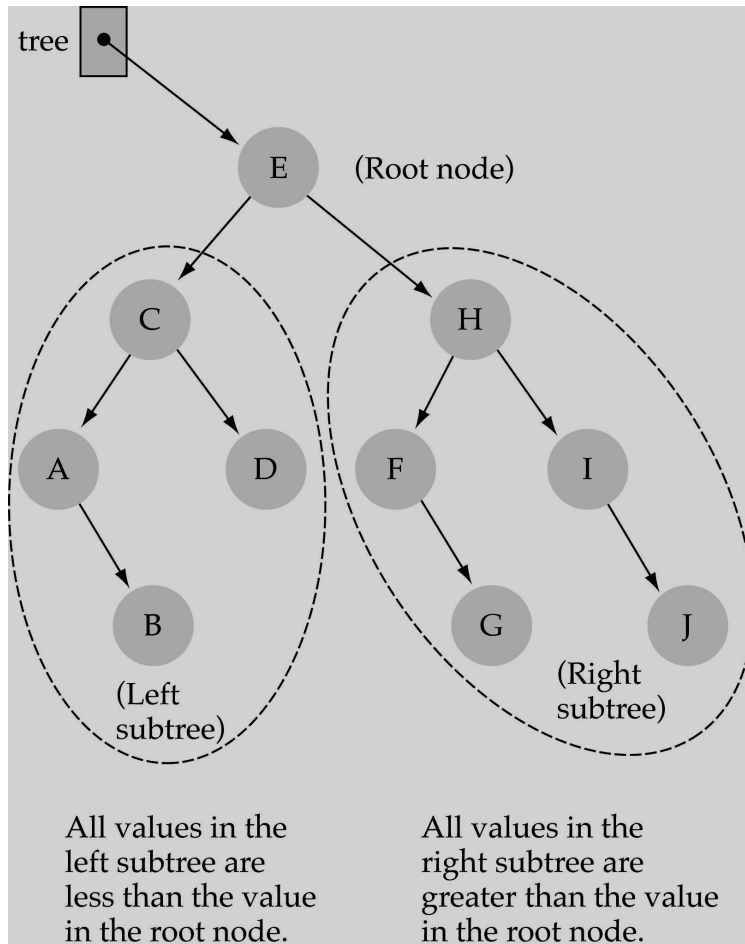 tree
E
(Root node)
C
H
A
D
F
I
B
G
J
(Left
subtree)
(Right
subtree)
All values in the
left subtree are
less than the value
in the root node.
All values in the
right subtree are
greater than the value
in the root node.